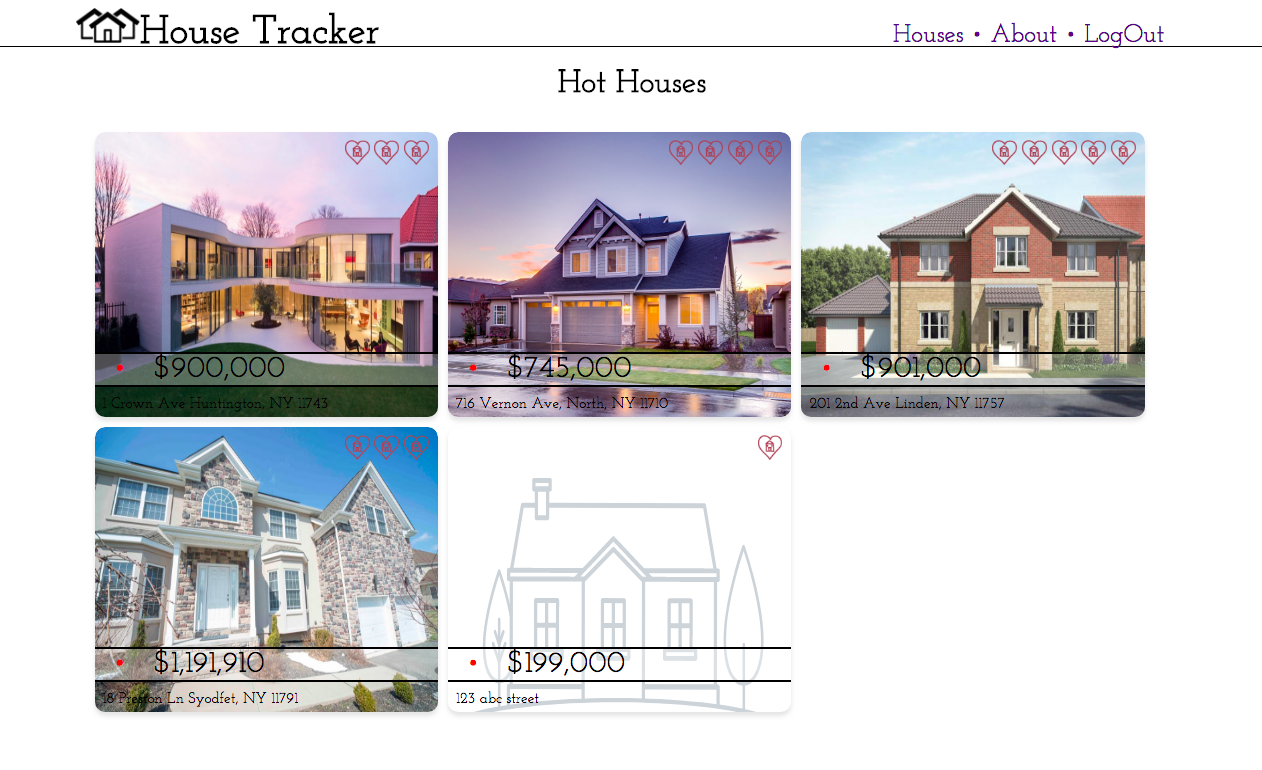 House Tracker
Houses • About • LogOut
Hot Houses
$900,000
1 Crown Ave Huntington, NY 11743
$745,000
716 Vernon Ave, North, NY 11710
$901,000
201 2nd Ave Linden, NY 11757
$1,191,910
18 Preston Ln Syodfet, NY 11791
$199,000
123 abc street